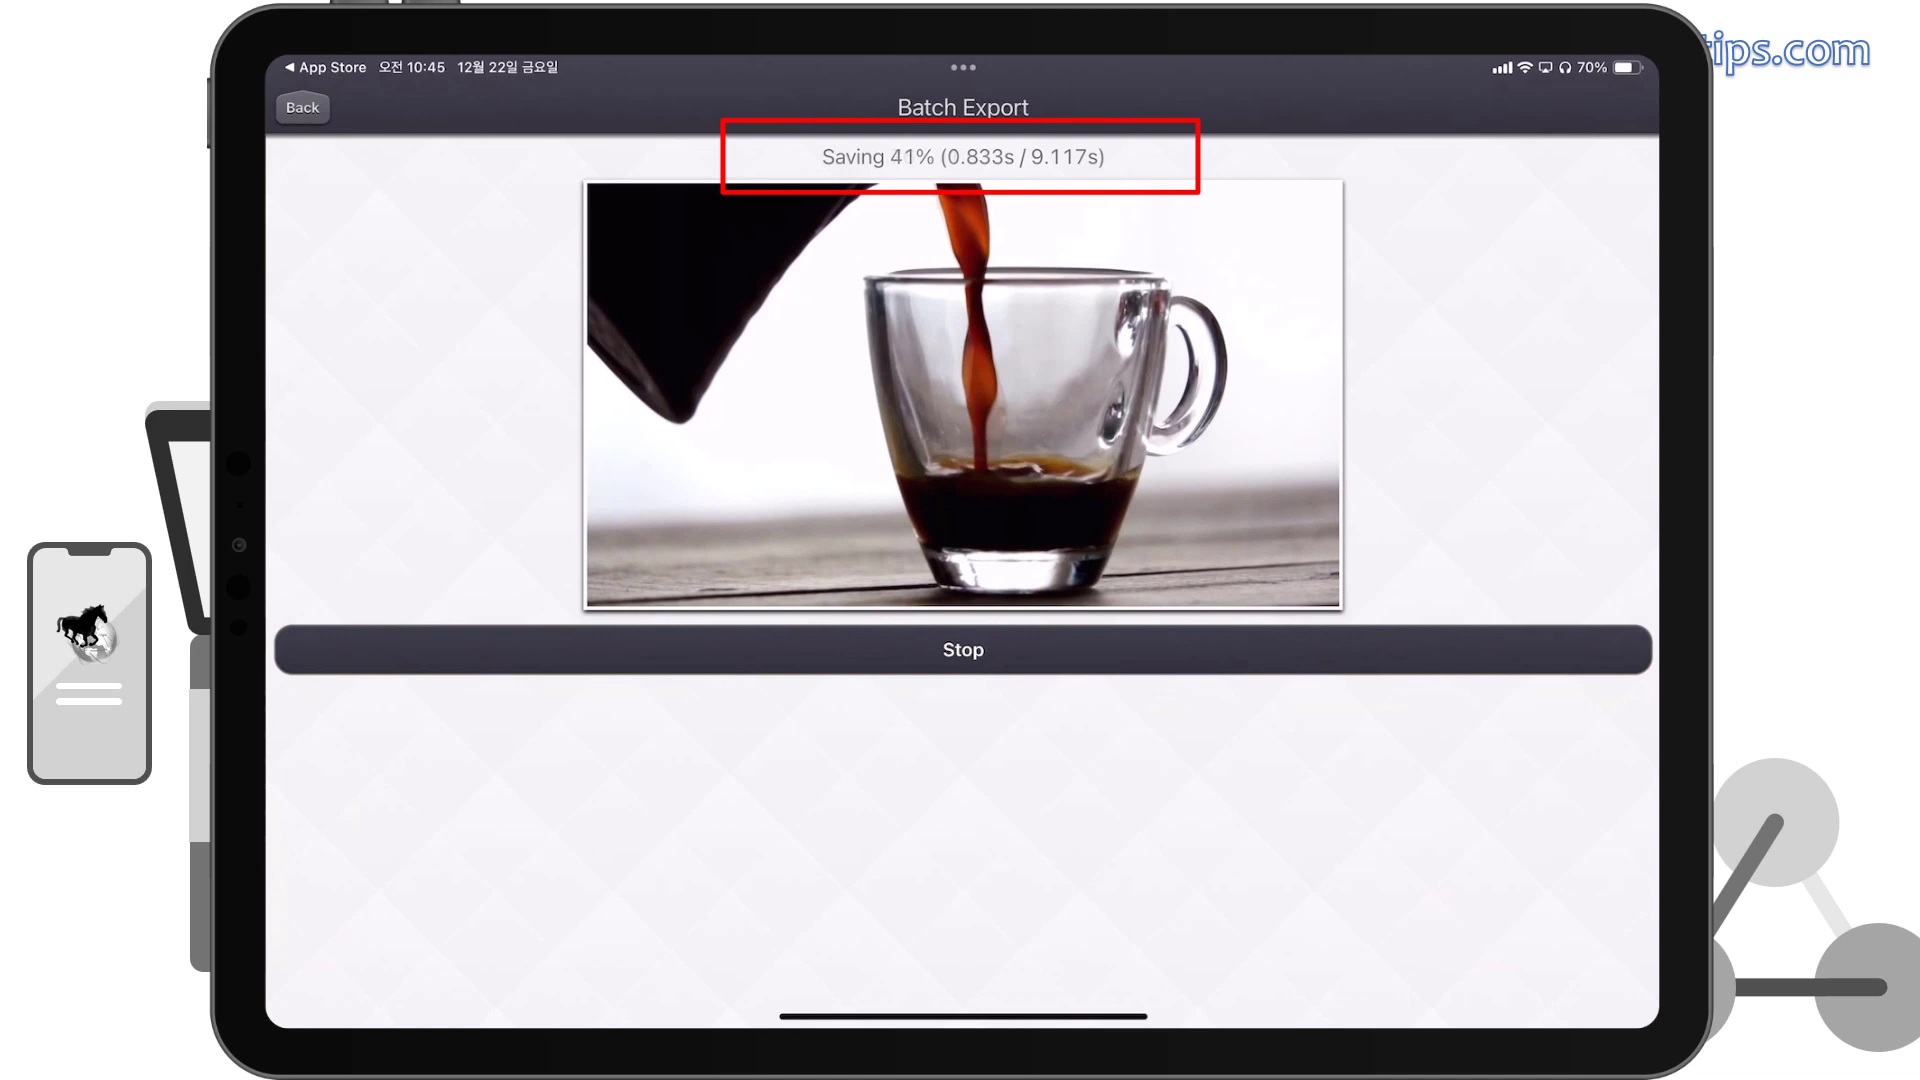 tips.com
◀ App Store 오전 10:45 12월 22일 금요일
70%
Back
Batch Export
Saving 41% (0.833s / 9.117s)
Stop